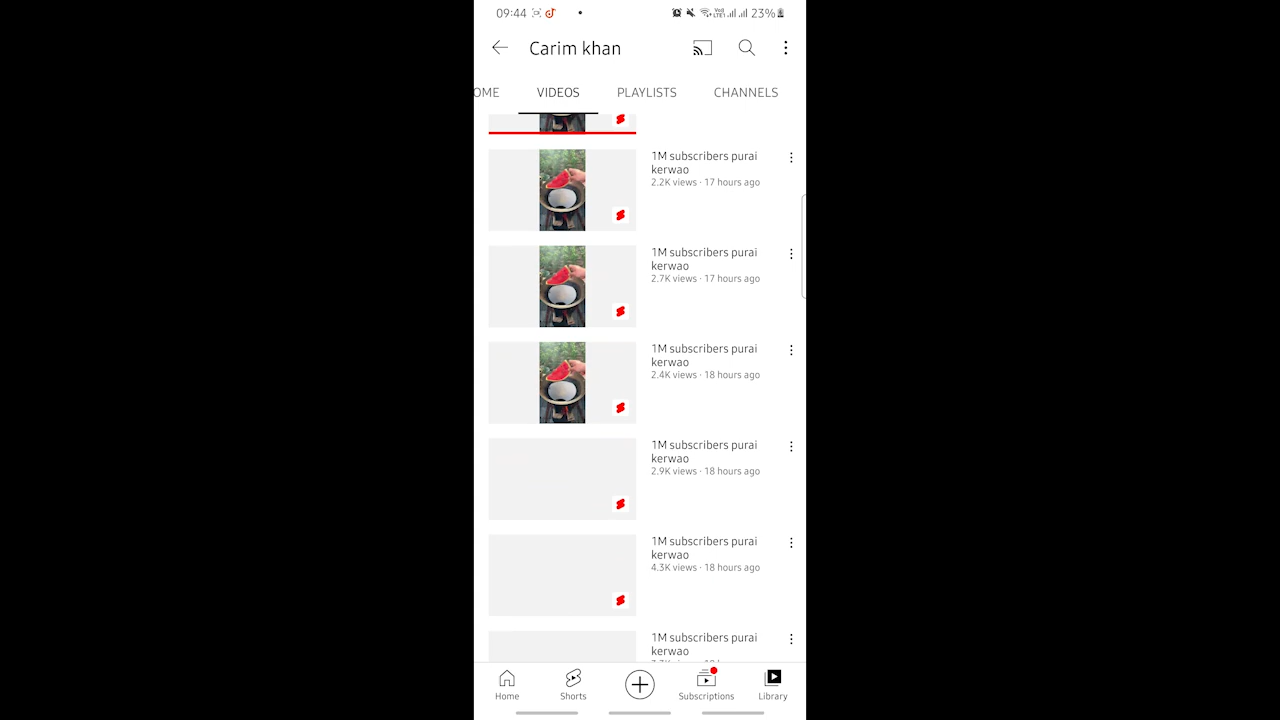 09:44 23%
Carim khan
OME VIDEOS PLAYLISTS CHANNELS
1M subscribers purai
kerwao
2.2K views · 17 hours ago
1M subscribers purai
kerwao
2.7K views · 17 hours ago
1M subscribers purai
kerwao
2.4K views · 18 hours ago
1M subscribers purai
kerwao
2.9K views · 18 hours ago
1M subscribers purai
kerwao
4.3K views · 18 hours ago
1M subscribers purai
kerwao
Home Shorts Subscriptions Library